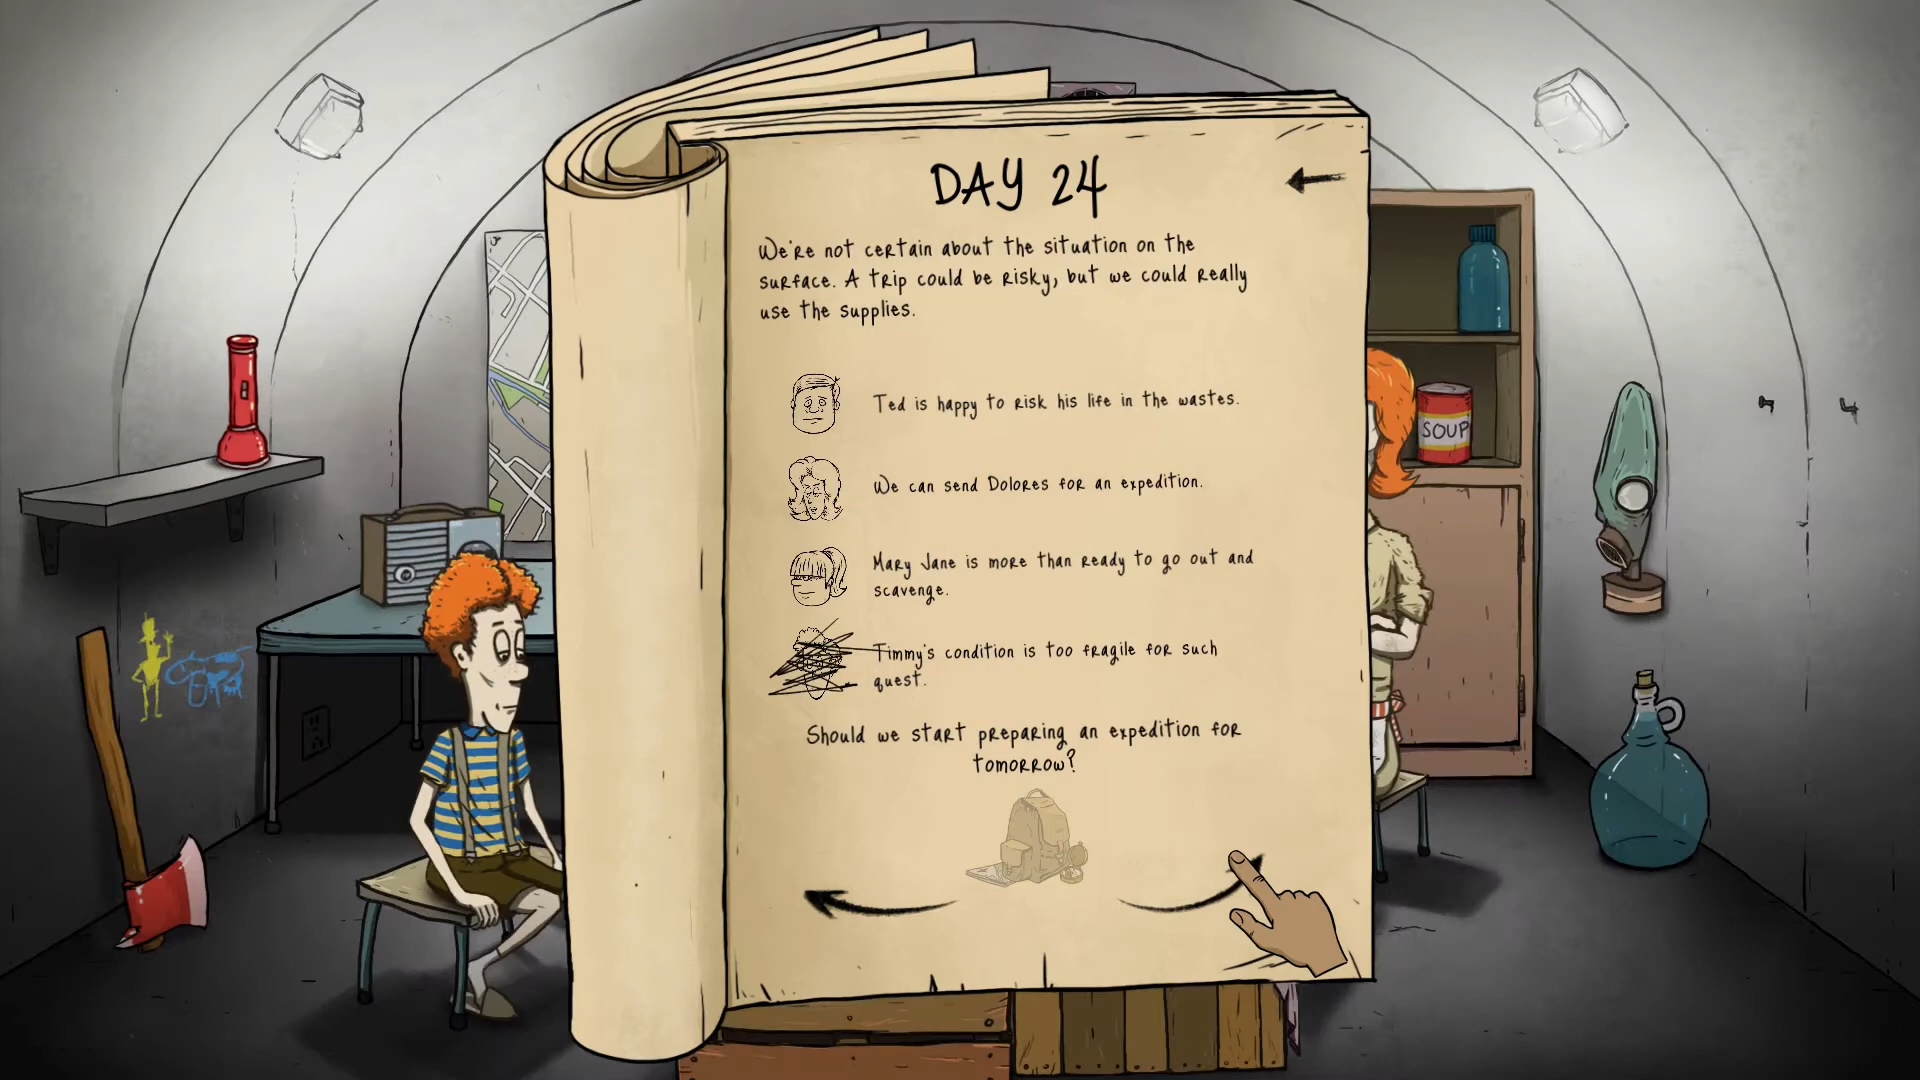 DAY 24
We're not certain about the situation on the
surface. A trip could be risky, but we could really
use the supplies.
Ted is happy to risk his life in the wastes.
We can send Dolores for an expedition.
Mary Jane is more than ready to go out and
scavenge.
Timmy's condition is too fragile for such
quest.
Should we start preparing an expedition for
tomorrow?
SOUP